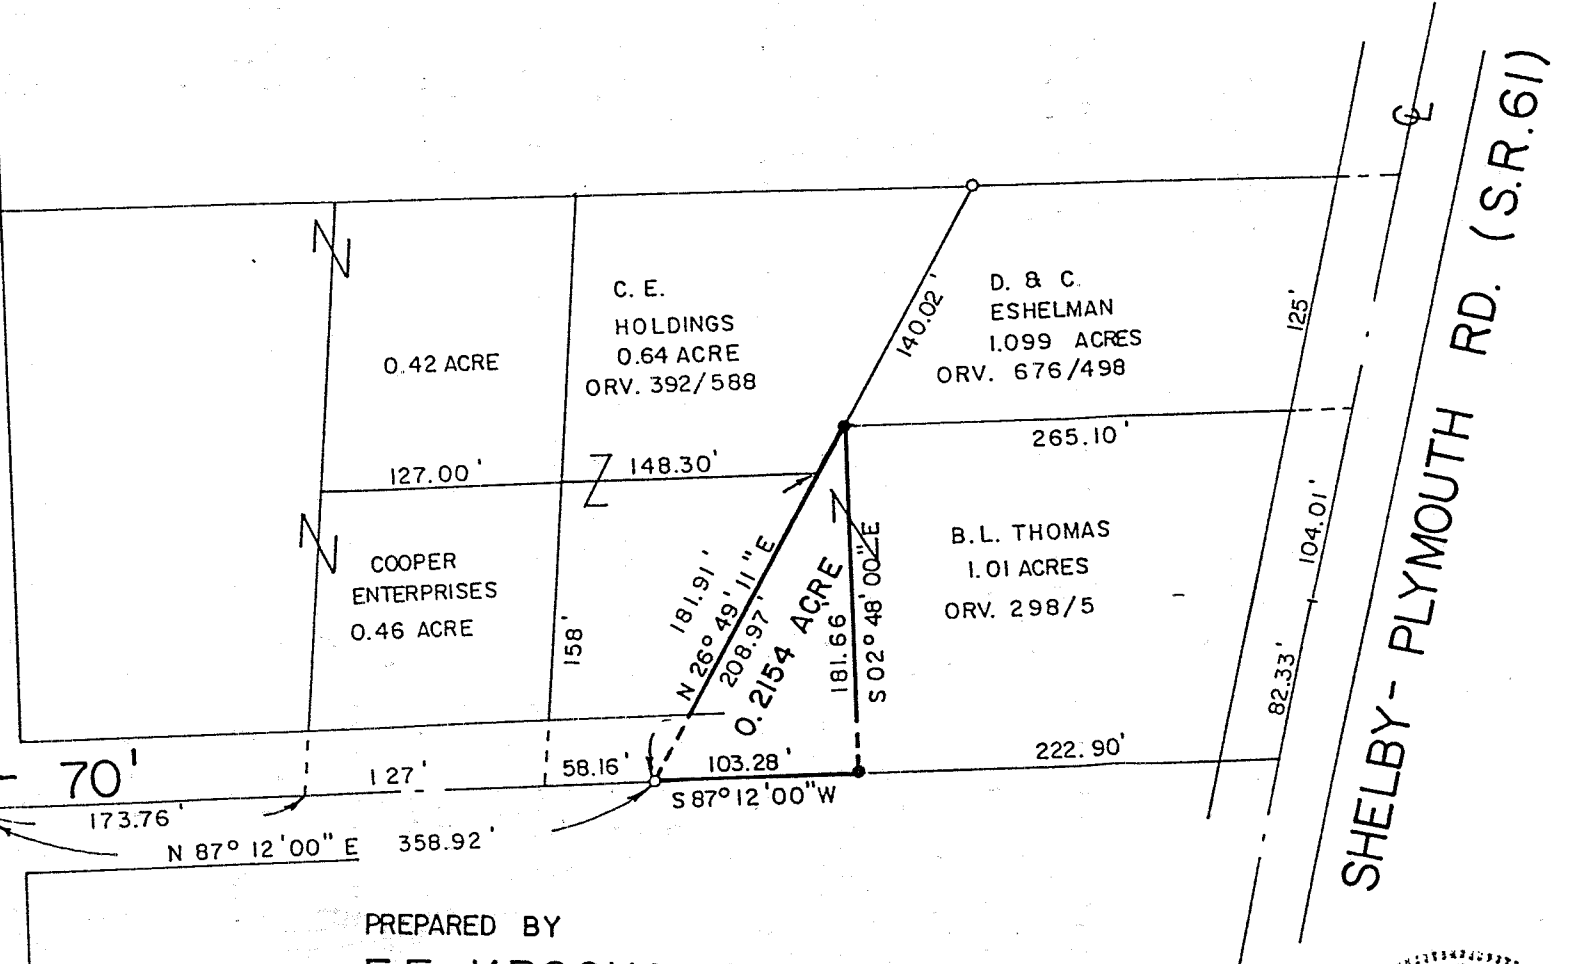 SHELBY - PLYMOUTH RD. (S.R.61)
℄
C. E.
HOLDINGS
0.64 ACRE
ORV. 392/588
0.42 ACRE
D. & C.
ESHELMAN
1.099 ACRES
ORV. 676/498
140.02'
125'
265.10'
127.00'
148.30'
104.01'
B.L. THOMAS
1.01 ACRES
ORV. 298/5
COOPER
ENTERPRISES
0.46 ACRE
158'
181.91'
N 26° 49' 11" E
208.97'
0.2154 ACRE
181.66'
S 02° 48' 00" E
82.33'
70'
127'
58.16'
103.28'
222.90'
S 87° 12' 00" W
173.76'
N 87° 12' 00" E 358.92'
PREPARED BY